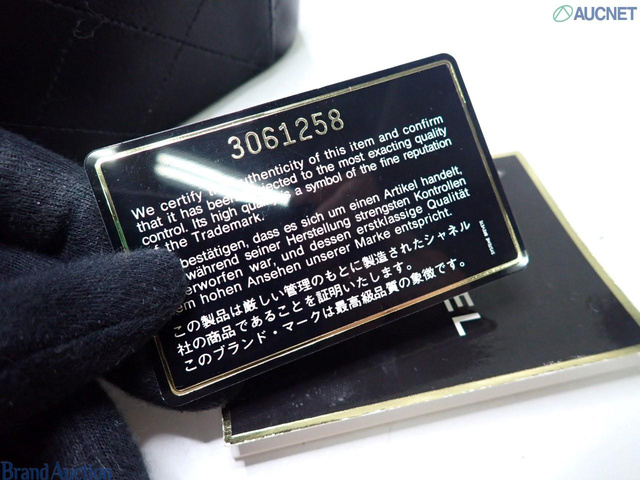 AUCNET
3061258
We certify the authenticity of this item and confirm
that it has been subjected to the most exacting quality
control. Its high quality is a symbol of the fine reputation
of the Trademark.
bestätigen, dass es sich um einen Artikel handelt,
während seiner Herstellung strengsten Kontrollen
erworfen war, und dessen erstklassige Qualität
em hohen Ansehen unserer Marke entspricht.
この製品は厳しい管理のもとに製造されたシャネル
社の商品であることを証明いたします。
このブランド・マークは最高級品質の象徴です。
EL
Brand Auction